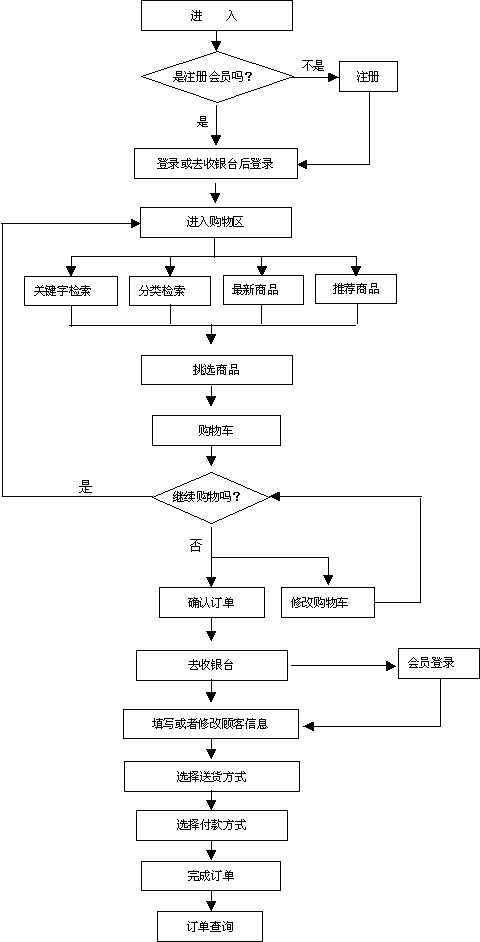 进 入
是注册会员吗？
不是
注册
是
登录或去收银台后登录
进入购物区
关键字检索
分类检索
最新商品
推荐商品
挑选商品
购物车
继续购物吗？
是
否
确认订单
修改购物车
去收银台
会员登录
填写或者修改顾客信息
选择送货方式
选择付款方式
完成订单
订单查询